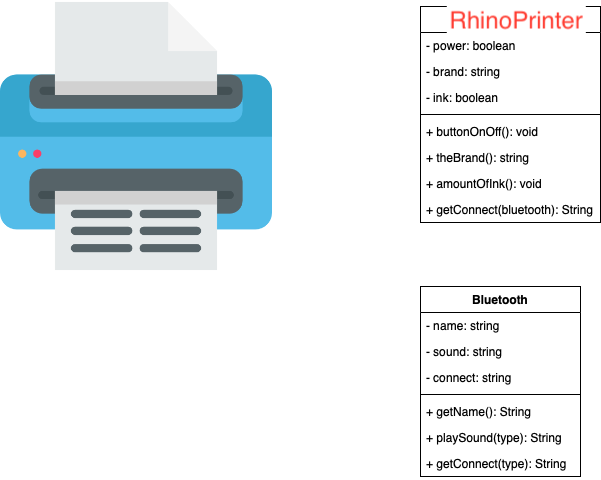 RhinoPrinter
- power: boolean
- brand: string
- ink: boolean
+ buttonOnOff(): void
+ theBrand(): string
+ amountOfInk(): void
+ getConnect(bluetooth): String
Bluetooth
- name: string
- sound: string
- connect: string
+ getName(): String
+ playSound(type): String
+ getConnect(type): String